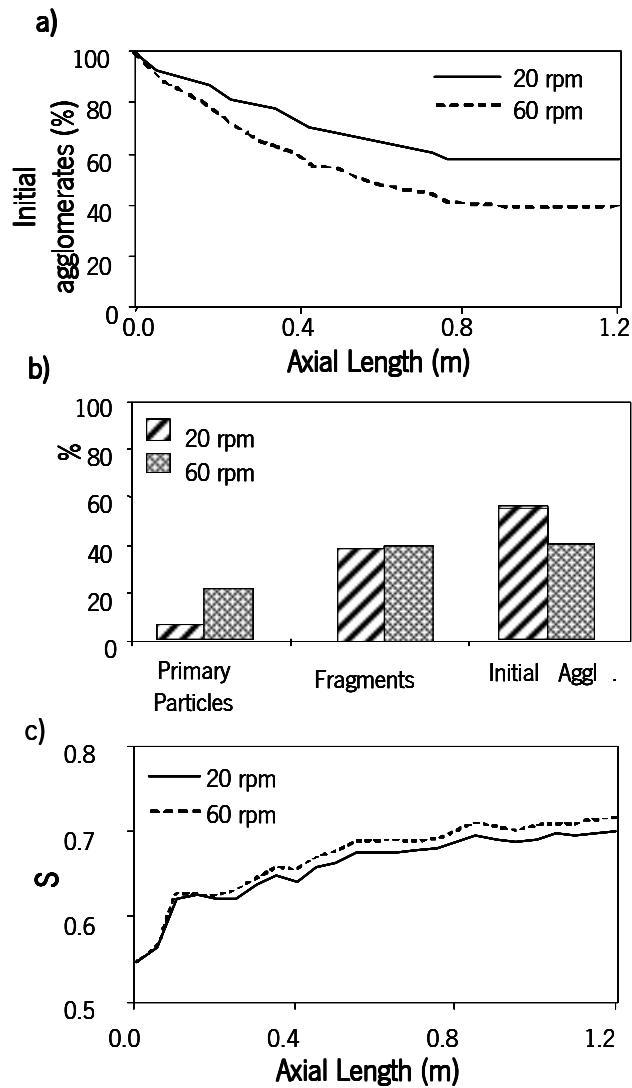 a)
Initial
agglomerates (%)
100
80
60
40
20
0
20 rpm
60 rpm
0.0 0.4 0.8 1.2
Axial Length (m)
b)
%
100
80
60
40
20
0
20 rpm
60 rpm
Primary
Particles
Fragments
Initial Aggl .
c)
S
0.8
0.7
0.6
0.5
20 rpm
60 rpm
0.0 0.4 0.8 1.2
Axial Length (m)